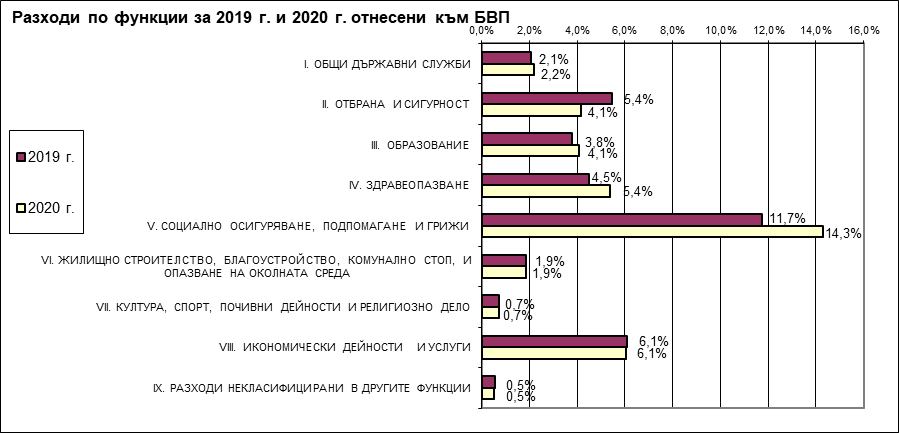 Разходи по функции за 2019 г. и 2020 г. отнесени към БВП
0,0% 2,0% 4,0% 6,0% 8,0% 10,0% 12,0% 14,0% 16,0%
I. ОБЩИ ДЪРЖАВНИ СЛУЖБИ
2,1%
2,2%
II. ОТБРАНА И СИГУРНОСТ
5,4%
4,1%
III. ОБРАЗОВАНИЕ
3,8%
4,1%
IV. ЗДРАВЕОПАЗВАНЕ
4,5%
5,4%
V. СОЦИАЛНО ОСИГУРЯВАНЕ, ПОДПОМАГАНЕ И ГРИЖИ
11,7%
14,3%
VI. ЖИЛИЩНО СТРОИТЕЛСТВО, БЛАГОУСТРОЙСТВО, КОМУНАЛНО СТОП, И
ОПАЗВАНЕ НА ОКОЛНАТА СРЕДА
1,9%
1,9%
VII. КУЛТУРА, СПОРТ, ПОЧИВНИ ДЕЙНОСТИ И РЕЛИГИОЗНО ДЕЛО
0,7%
0,7%
VIII. ИКОНОМИЧЕСКИ ДЕЙНОСТИ И УСЛУГИ
6,1%
6,1%
IX. РАЗХОДИ НЕКЛАСИФИЦИРАНИ В ДРУГИТЕ ФУНКЦИИ
0,5%
0,5%
2019 г.
2020 г.